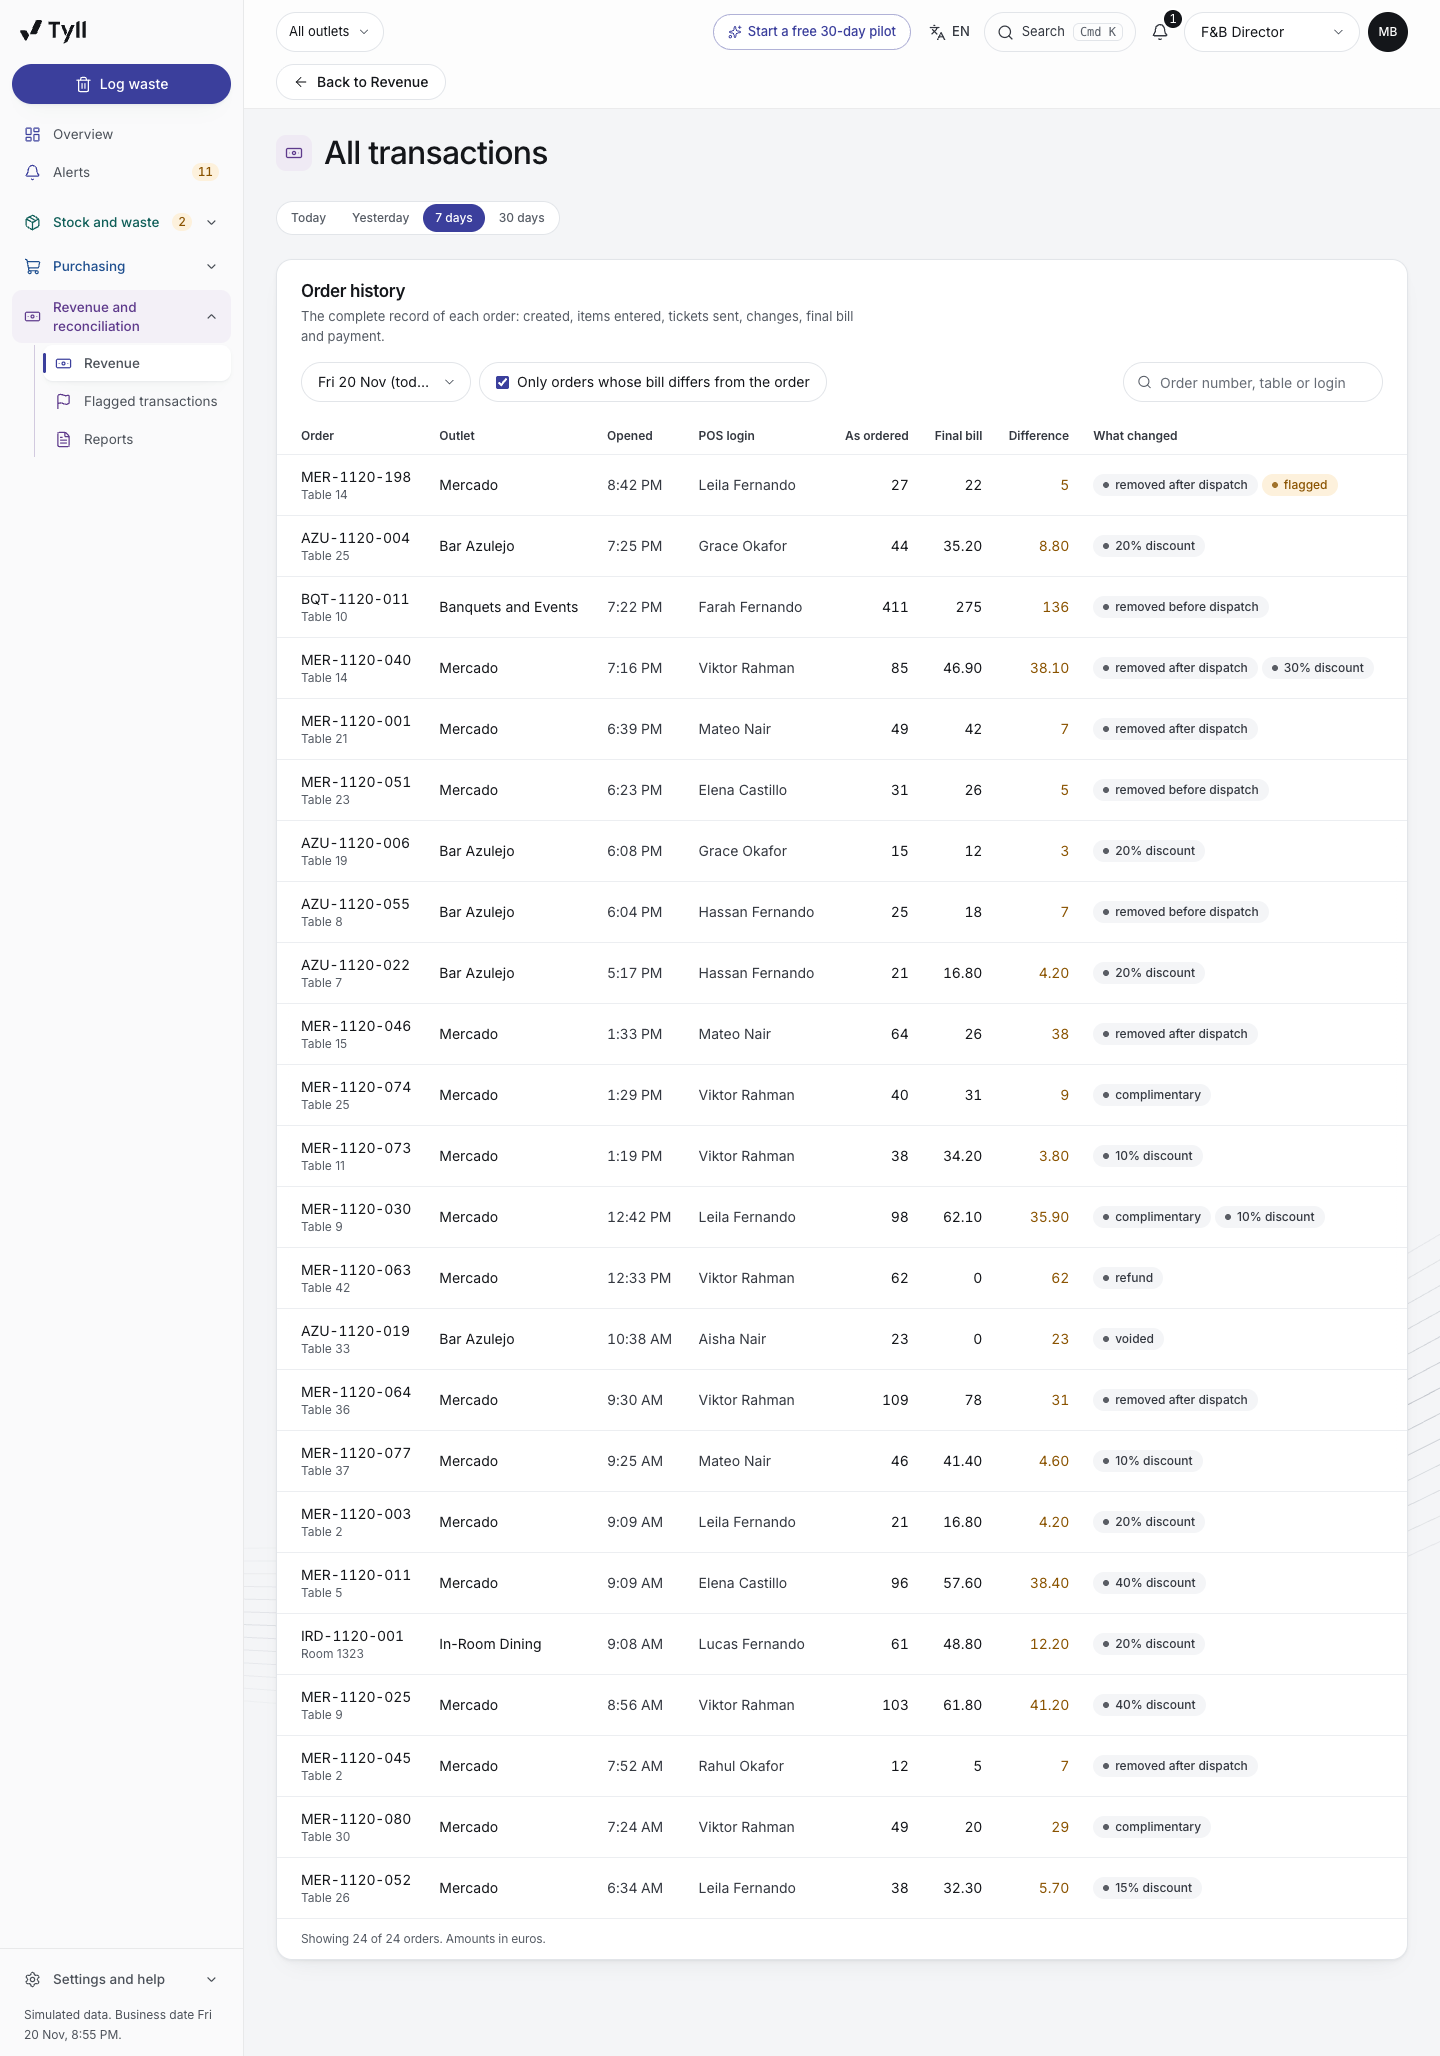 Tyll
All outlets
Start a free 30-day pilot
EN
Search Cmd K
1
F&B Director
MB
Log waste
Back to Revenue
Overview
Alerts 11
Stock and waste 2
Purchasing
Revenue and
reconciliation
Revenue
Flagged transactions
Reports
All transactions
Today Yesterday 7 days 30 days
Order history
The complete record of each order: created, items entered, tickets sent, changes, final bill
and payment.
Fri 20 Nov (tod...
Only orders whose bill differs from the order
Order number, table or login
Order Outlet Opened POS login As ordered Final bill Difference What changed
MER-1120-198 Mercado 8:42 PM Leila Fernando 27 22 5 removed after dispatch flagged
Table 14
AZU-1120-004 Bar Azulejo 7:25 PM Grace Okafor 44 35.20 8.80 20% discount
Table 25
BQT-1120-011 Banquets and Events 7:22 PM Farah Fernando 411 275 136 removed before dispatch
Table 10
MER-1120-040 Mercado 7:16 PM Viktor Rahman 85 46.90 38.10 removed after dispatch 30% discount
Table 14
MER-1120-001 Mercado 6:39 PM Mateo Nair 49 42 7 removed after dispatch
Table 21
MER-1120-051 Mercado 6:23 PM Elena Castillo 31 26 5 removed before dispatch
Table 23
AZU-1120-006 Bar Azulejo 6:08 PM Grace Okafor 15 12 3 20% discount
Table 19
AZU-1120-055 Bar Azulejo 6:04 PM Hassan Fernando 25 18 7 removed before dispatch
Table 8
AZU-1120-022 Bar Azulejo 5:17 PM Hassan Fernando 21 16.80 4.20 20% discount
Table 7
MER-1120-046 Mercado 1:33 PM Mateo Nair 64 26 38 removed after dispatch
Table 15
MER-1120-074 Mercado 1:29 PM Viktor Rahman 40 31 9 complimentary
Table 25
MER-1120-073 Mercado 1:19 PM Viktor Rahman 38 34.20 3.80 10% discount
Table 11
MER-1120-030 Mercado 12:42 PM Leila Fernando 98 62.10 35.90 complimentary 10% discount
Table 9
MER-1120-063 Mercado 12:33 PM Viktor Rahman 62 0 62 refund
Table 42
AZU-1120-019 Bar Azulejo 10:38 AM Aisha Nair 23 0 23 voided
Table 33
MER-1120-064 Mercado 9:30 AM Viktor Rahman 109 78 31 removed after dispatch
Table 36
MER-1120-077 Mercado 9:25 AM Mateo Nair 46 41.40 4.60 10% discount
Table 37
MER-1120-003 Mercado 9:09 AM Leila Fernando 21 16.80 4.20 20% discount
Table 2
MER-1120-011 Mercado 9:09 AM Elena Castillo 96 57.60 38.40 40% discount
Table 5
IRD-1120-001 In-Room Dining 9:08 AM Lucas Fernando 61 48.80 12.20 20% discount
Room 1323
MER-1120-025 Mercado 8:56 AM Viktor Rahman 103 61.80 41.20 40% discount
Table 9
MER-1120-045 Mercado 7:52 AM Rahul Okafor 12 5 7 removed after dispatch
Table 2
MER-1120-080 Mercado 7:24 AM Viktor Rahman 49 20 29 complimentary
Table 30
MER-1120-052 Mercado 6:34 AM Leila Fernando 38 32.30 5.70 15% discount
Table 26
Showing 24 of 24 orders. Amounts in euros.
Settings and help
Simulated data. Business date Fri
20 Nov, 8:55 PM.